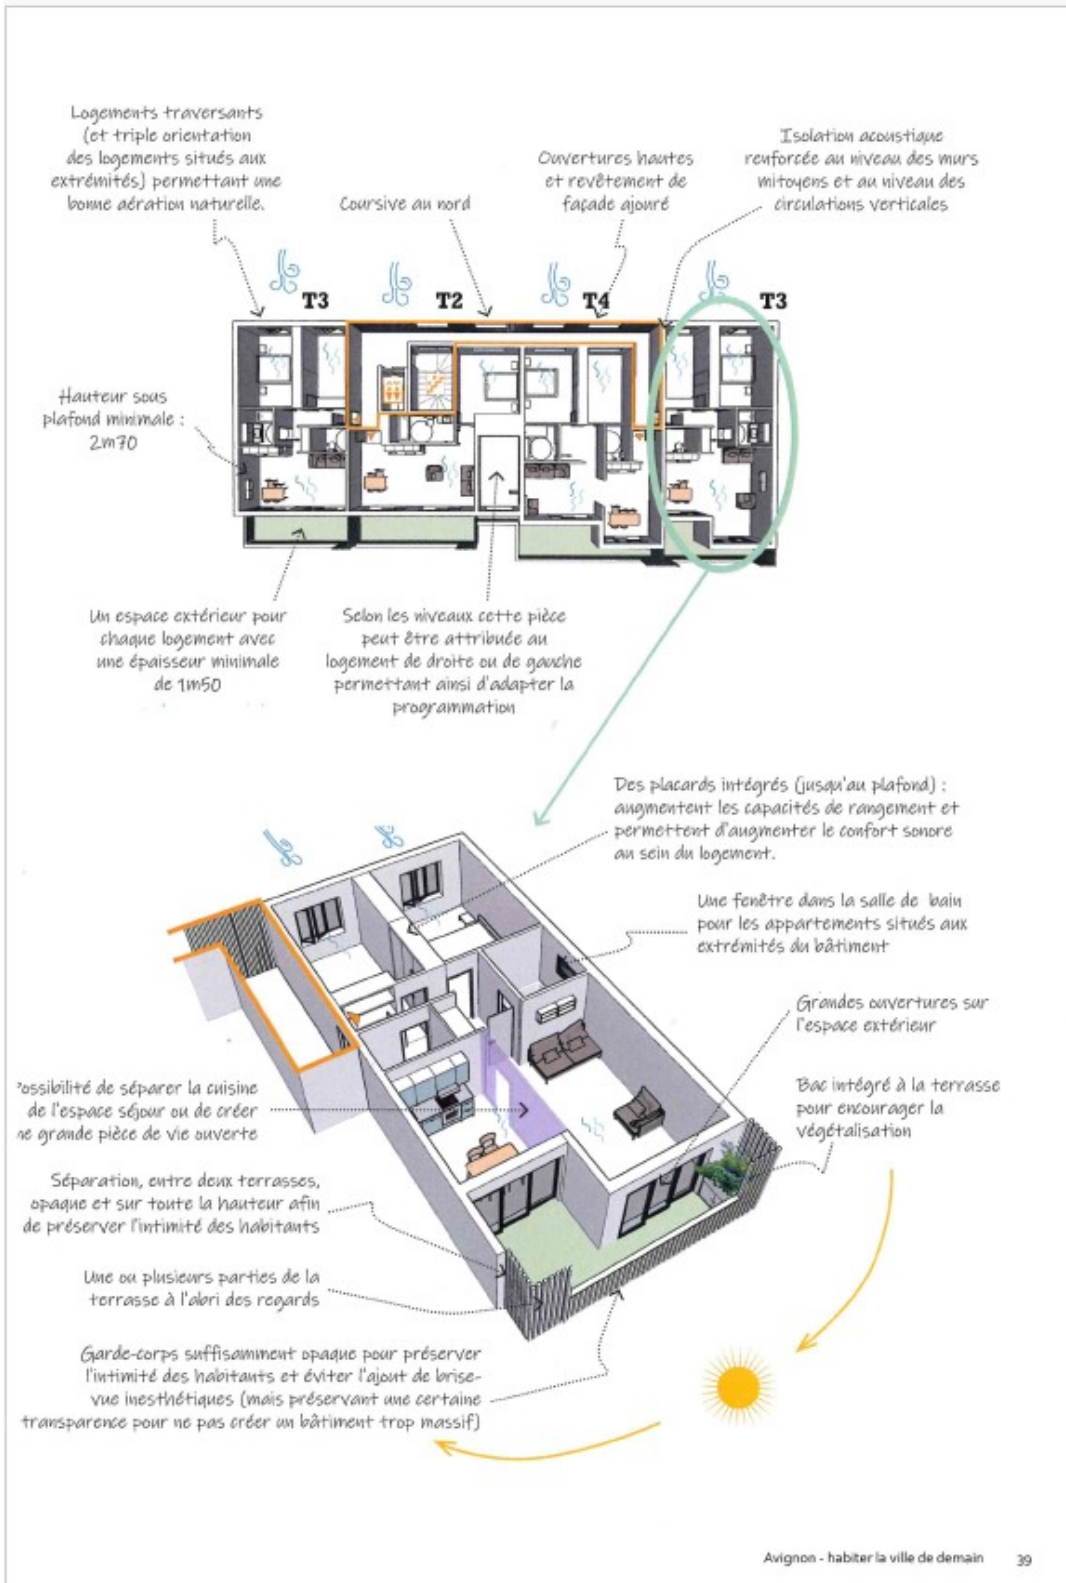 Logements traversants
(et triple orientation
des logements situés aux
extrémités) permettant une
bonne aération naturelle.
Coursive au nord
Ouvertures hautes
et revêtement de
façade ajouré
Isolation acoustique
renforcée au niveau des murs
mitoyens et au niveau des
circulations verticales
T3
T2
T4
T3
Hauteur sous
plafond minimale :
2m70
Un espace extérieur pour
chaque logement avec
une épaisseur minimale
de 1m50
Selon les niveaux cette pièce
peut être attribuée au
logement de droite ou de gauche
permettant ainsi d'adapter la
programmation
Des placards intégrés (jusqu'au plafond) :
augmentent les capacités de rangement et
permettent d'augmenter le confort sonore
au sein du logement.
Une fenêtre dans la salle de bain
pour les appartements situés aux
extrémités du bâtiment
Grandes ouvertures sur
l'espace extérieur
Bac intégré à la terrasse
pour encourager la
végétalisation
ossibilité de séparer la cuisine
de l'espace séjour ou de créer
ne grande pièce de vie ouverte
Séparation, entre deux terrasses,
opaque et sur toute la hauteur afin
de préserver l'intimité des habitants
Une ou plusieurs parties de la
terrasse à l'abri des regards
Garde-corps suffisamment opaque pour préserver
l'intimité des habitants et éviter l'ajout de brise-
vue inesthétiques (mais préservant une certaine
transparence pour ne pas créer un bâtiment trop massif)
Avignon - habiter la ville de demain 39